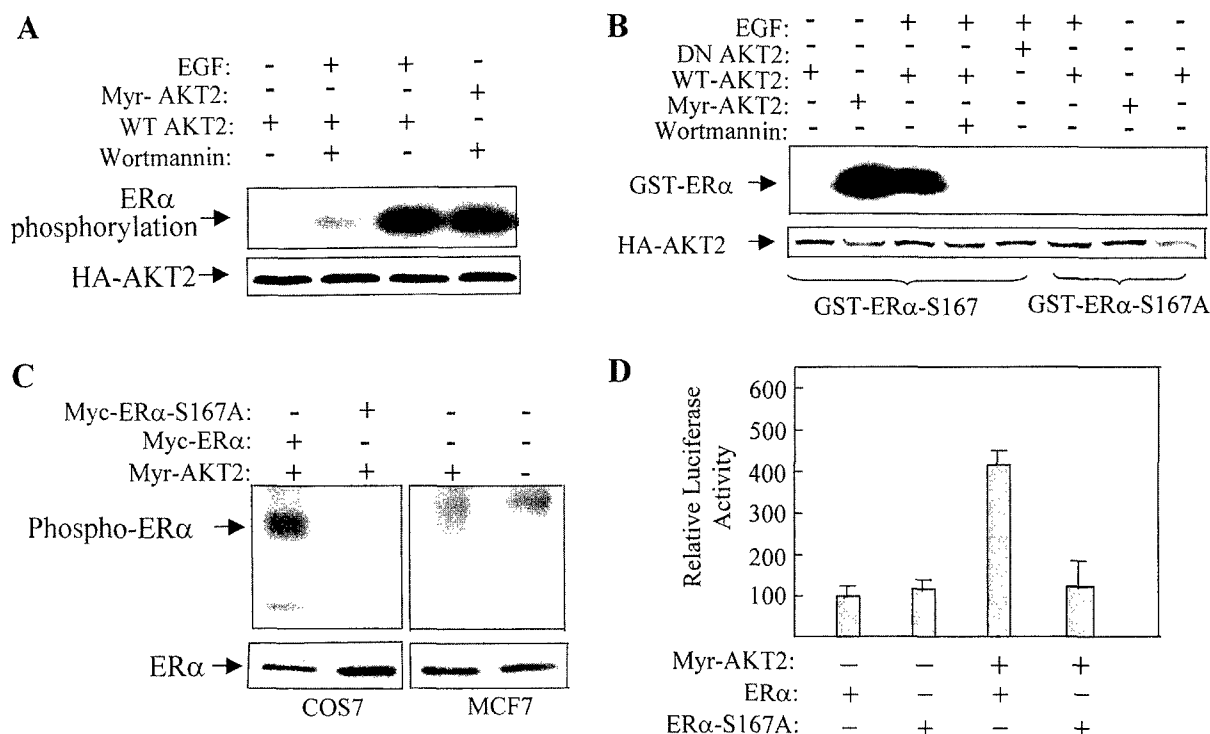 A
EGF: - + + -
Myr- AKT2: - - - +
WT AKT2: + + + -
Wortmannin: - + - +
ERα
phosphorylation
HA-AKT2
B
EGF: - - + + + + - -
DN AKT2: - - - - + - - -
WT-AKT2: + - + + - + - +
Myr-AKT2: - + - - - - + -
Wortmannin: - - - + - - - -
GST-ERα
HA-AKT2
GST-ERα-S167 GST-ERα-S167A
C
Myc-ERα-S167A: - + - -
Myc-ERα: + - - -
Myr-AKT2: + + + -
Phospho-ERα
ERα
COS7 MCF7
D
Relative Luciferase
Activity
600
500
400
300
200
100
Myr-AKT2: – – + +
ERα: + – + –
ERα-S167A: – + – +